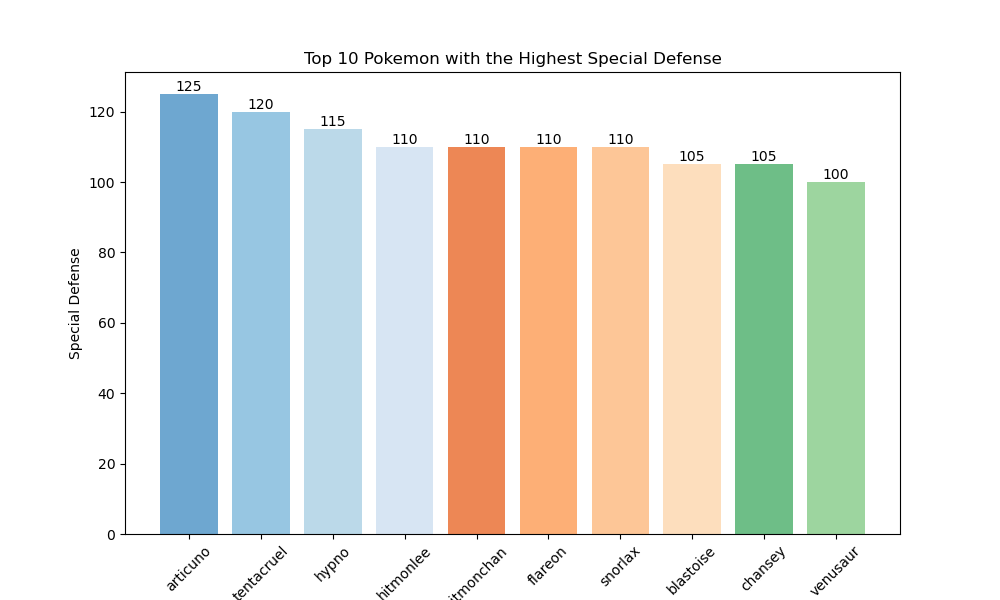 Top 10 Pokemon with the Highest Special Defense
125
120
115
110
110
110
110
105
105
100
120
100
80
60
40
20
0
Special Defense
articuno
tentacruel
hypno
hitmonlee
itmonchan
flareon
snorlax
blastoise
chansey
venusaur